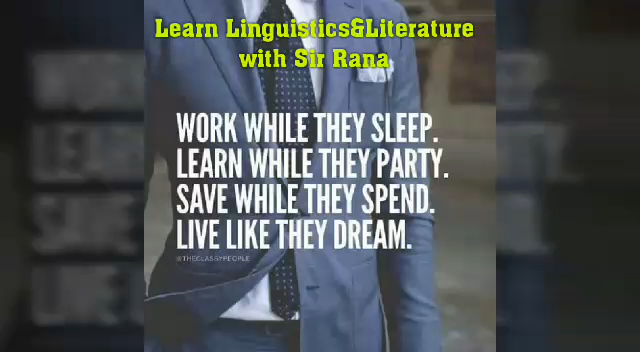 Learn Linguistics&Literature
with Sir Rana
WORK WHILE THEY SLEEP.
LEARN WHILE THEY PARTY.
SAVE WHILE THEY SPEND.
LIVE LIKE THEY DREAM.
@THECLASSYPEOPLE